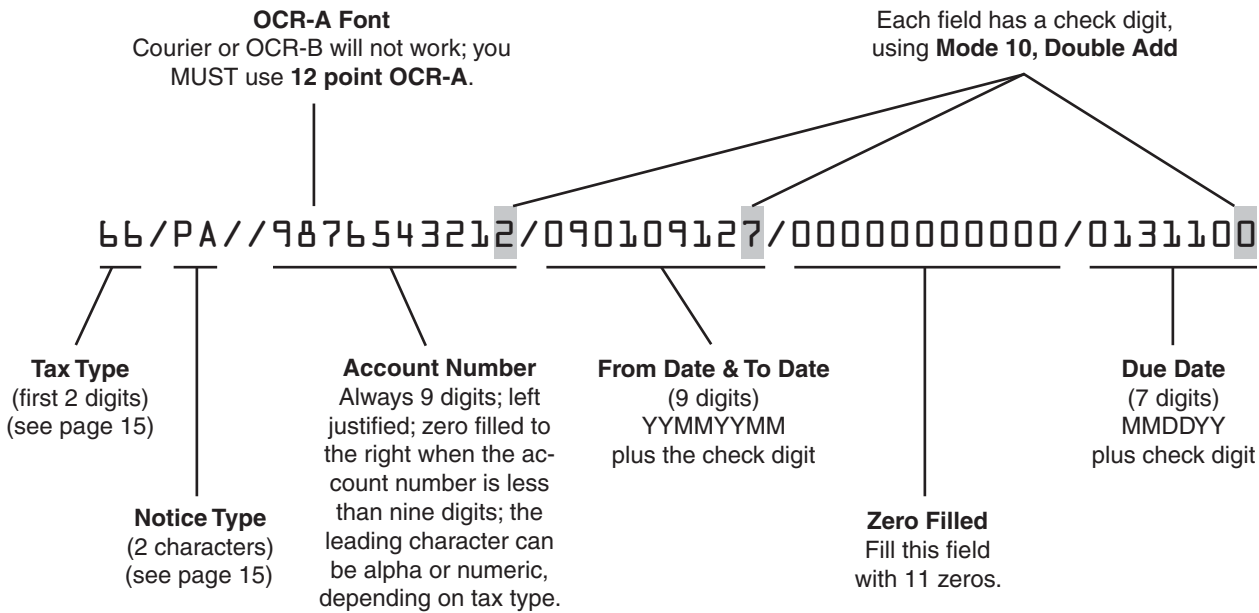 OCR-A Font
Courier or OCR-B will not work; you
MUST use 12 point OCR-A.
Each field has a check digit,
using Mode 10, Double Add
66/PA//9876543212/090109127/00000000000/0131100
Tax Type
(first 2 digits)
(see page 15)
Notice Type
(2 characters)
(see page 15)
Account Number
Always 9 digits; left
justified; zero filled to
the right when the ac-
count number is less
than nine digits; the
leading character can
be alpha or numeric,
depending on tax type.
From Date & To Date
(9 digits)
YYMMYYMM
plus the check digit
Zero Filled
Fill this field
with 11 zeros.
Due Date
(7 digits)
MMDDYY
plus check digit